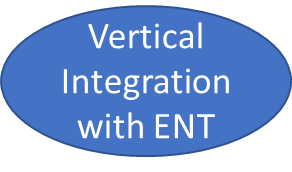 Vertical
Integration
with ENT